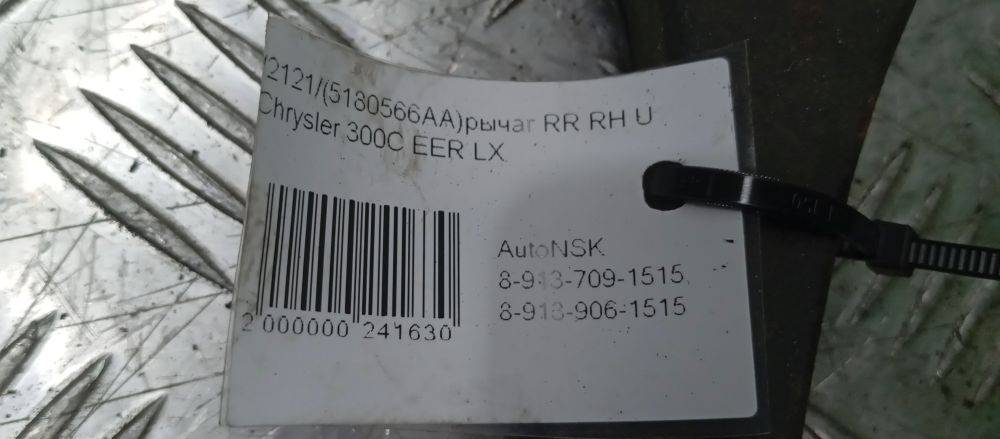 12121/(5180566AA)рычаг RR RH U
Chrysler 300C EER LX
AutoNSK
8-913-709-1515,
8-913-906-1515
2 000000 241630